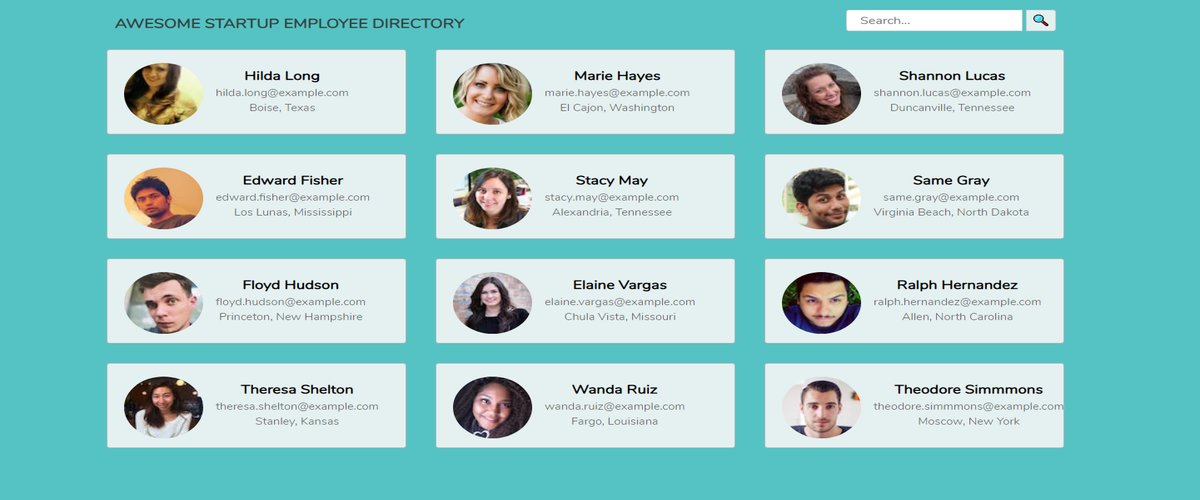 AWESOME STARTUP EMPLOYEE DIRECTORY
Search...
Hilda Long
hilda.long@example.com
Boise, Texas
Marie Hayes
marie.hayes@example.com
El Cajon, Washington
Shannon Lucas
shannon.lucas@example.com
Duncanville, Tennessee
Edward Fisher
edward.fisher@example.com
Los Lunas, Mississippi
Stacy May
stacy.may@example.com
Alexandria, Tennessee
Same Gray
same.gray@example.com
Virginia Beach, North Dakota
Floyd Hudson
floyd.hudson@example.com
Princeton, New Hampshire
Elaine Vargas
elaine.vargas@example.com
Chula Vista, Missouri
Ralph Hernandez
ralph.hernandez@example.com
Allen, North Carolina
Theresa Shelton
theresa.shelton@example.com
Stanley, Kansas
Wanda Ruiz
wanda.ruiz@example.com
Fargo, Louisiana
Theodore Simmmons
theodore.simmmons@example.com
Moscow, New York